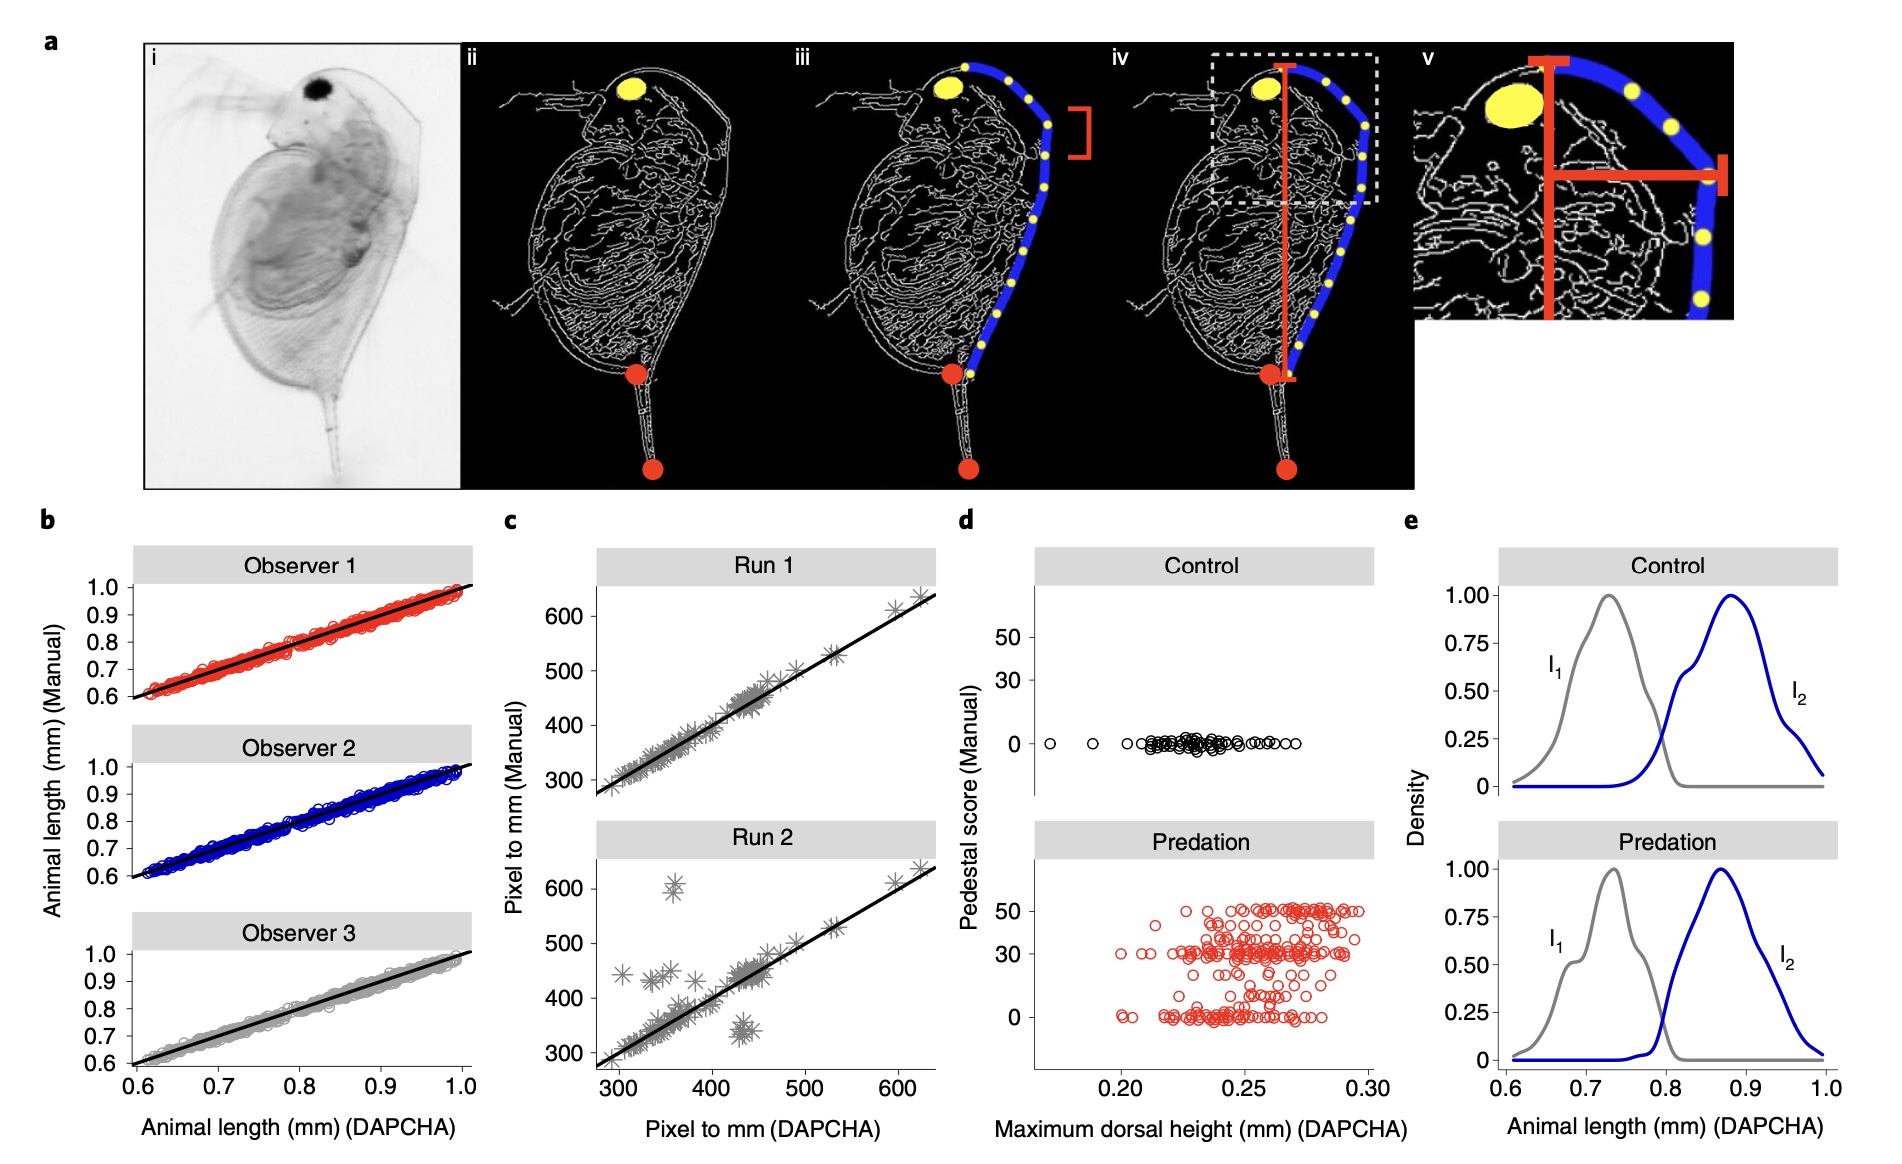 a
i
ii
iii
iv
v
b
Observer 1
1.0
0.9
0.8
0.7
0.6
Observer 2
1.0
0.9
0.8
0.7
0.6
Observer 3
1.0
0.9
0.8
0.7
0.6
0.6 0.7 0.8 0.9 1.0
Animal length (mm) (Manual)
Animal length (mm) (DAPCHA)
c
Run 1
600
500
400
300
Run 2
600
500
400
300
300 400 500 600
Pixel to mm (Manual)
Pixel to mm (DAPCHA)
d
Control
50
30
0
Predation
50
30
0
0.20 0.25 0.30
Pedestal score (Manual)
Maximum dorsal height (mm) (DAPCHA)
e
Control
1.00
0.75
0.50
0.25
0
I1
I2
Predation
1.00
0.75
0.50
0.25
0
I1
I2
0.6 0.7 0.8 0.9 1.0
Density
Animal length (mm) (DAPCHA)